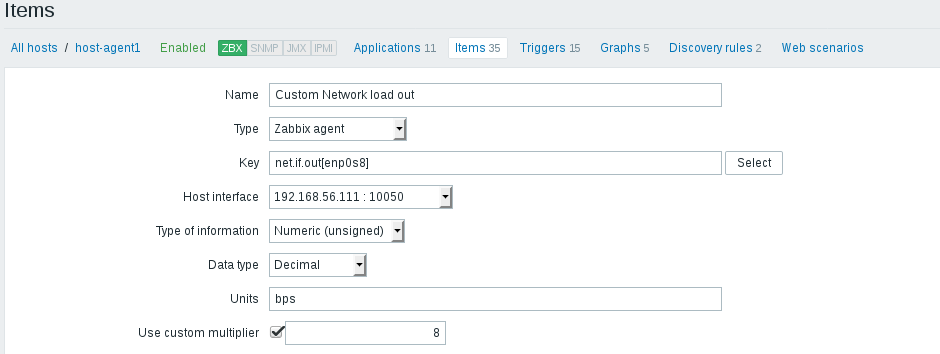 Items
All hosts / host-agent1 Enabled ZBX SNMP JMX IPMI Applications 11 Items 35 Triggers 15 Graphs 5 Discovery rules 2 Web scenarios
Name Custom Network load out
Type Zabbix agent
Key net.if.out[enp0s8] Select
Host interface 192.168.56.111 : 10050
Type of information Numeric (unsigned)
Data type Decimal
Units bps
Use custom multiplier 8